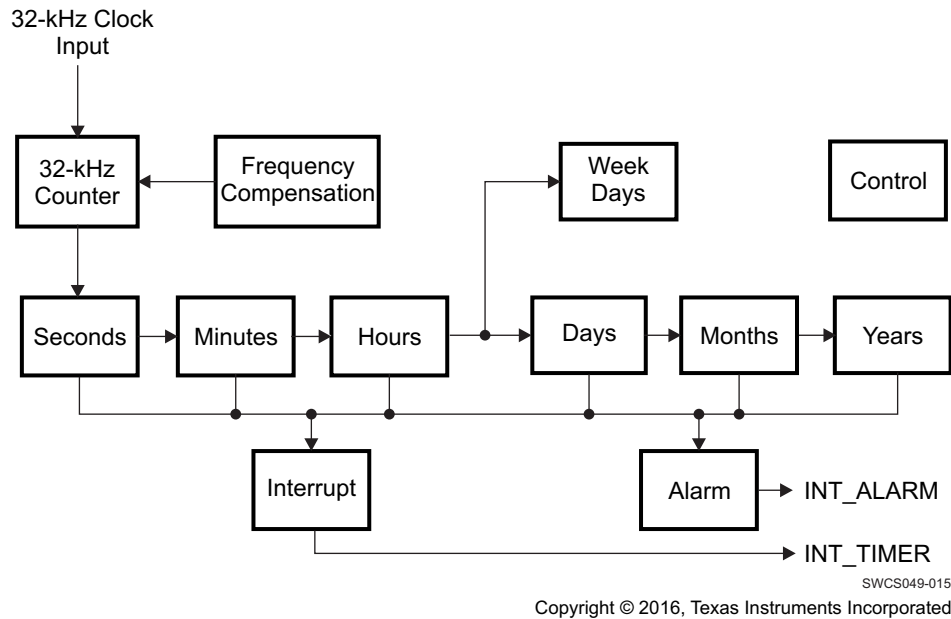 32-kHz Clock
Input
32-kHz
Counter
Frequency
Compensation
Week
Days
Control
Seconds
Minutes
Hours
Days
Months
Years
Interrupt
Alarm
INT_ALARM
INT_TIMER
SWCS049-015
Copyright © 2016, Texas Instruments Incorporated